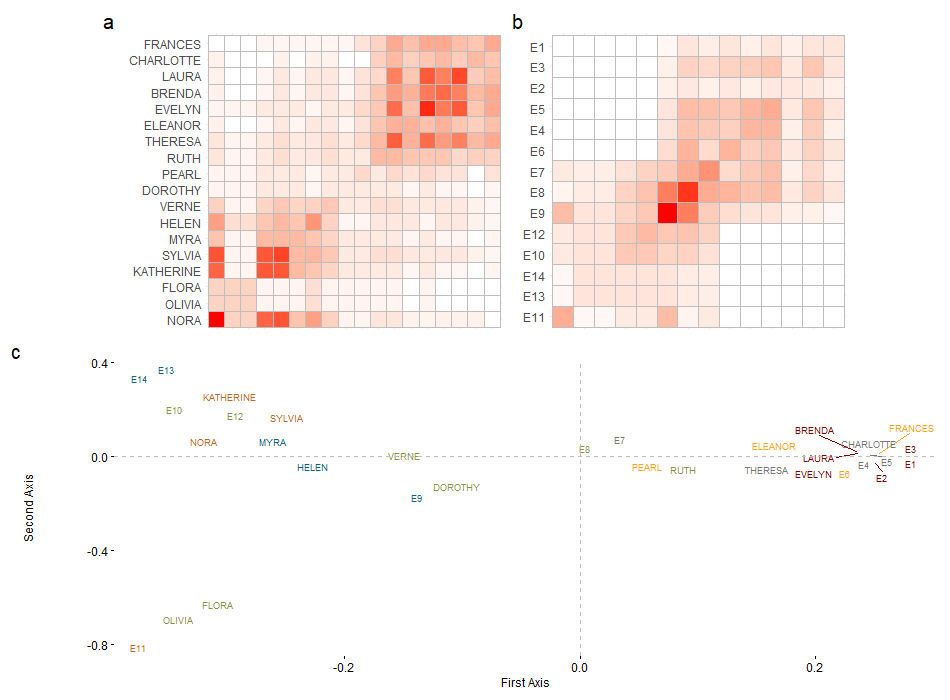 a
FRANCES
CHARLOTTE
LAURA
BRENDA
EVELYN
ELEANOR
THERESA
RUTH
PEARL
DOROTHY
VERNE
HELEN
MYRA
SYLVIA
KATHERINE
FLORA
OLIVIA
NORA
b
E1
E3
E2
E5
E4
E6
E7
E8
E9
E12
E10
E14
E13
E11
c
0.4
0.0
-0.4
-0.8
Second Axis
E13
E14
KATHERINE
E10
E12
SYLVIA
NORA
MYRA
HELEN
VERNE
DOROTHY
E9
FLORA
OLIVIA
E11
E7
E8
PEARL
RUTH
BRENDA
FRANCES
ELEANOR
CHARLOTTE
E3
LAURA
E4
E5
E1
THERESA
EVELYN
E6
E2
-0.2
0.0
0.2
First Axis